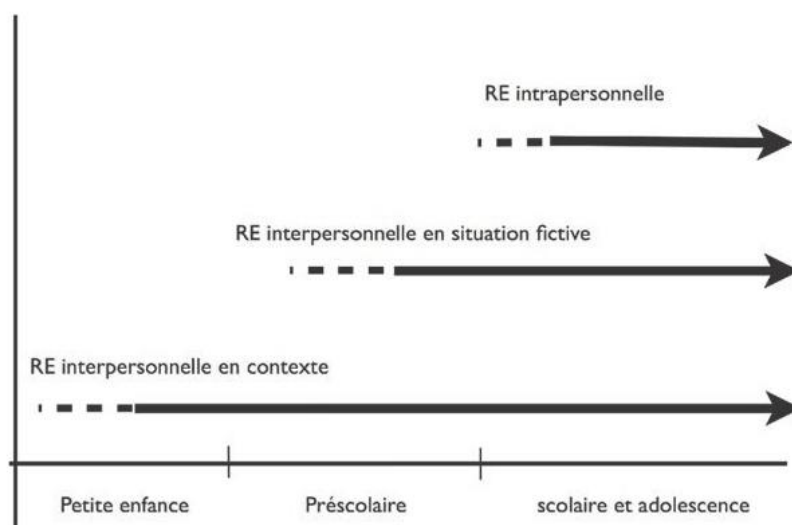 RE intrapersonnelle
RE interpersonnelle en situation fictive
RE interpersonnelle en contexte
Petite enfance
Préscolaire
scolaire et adolescence